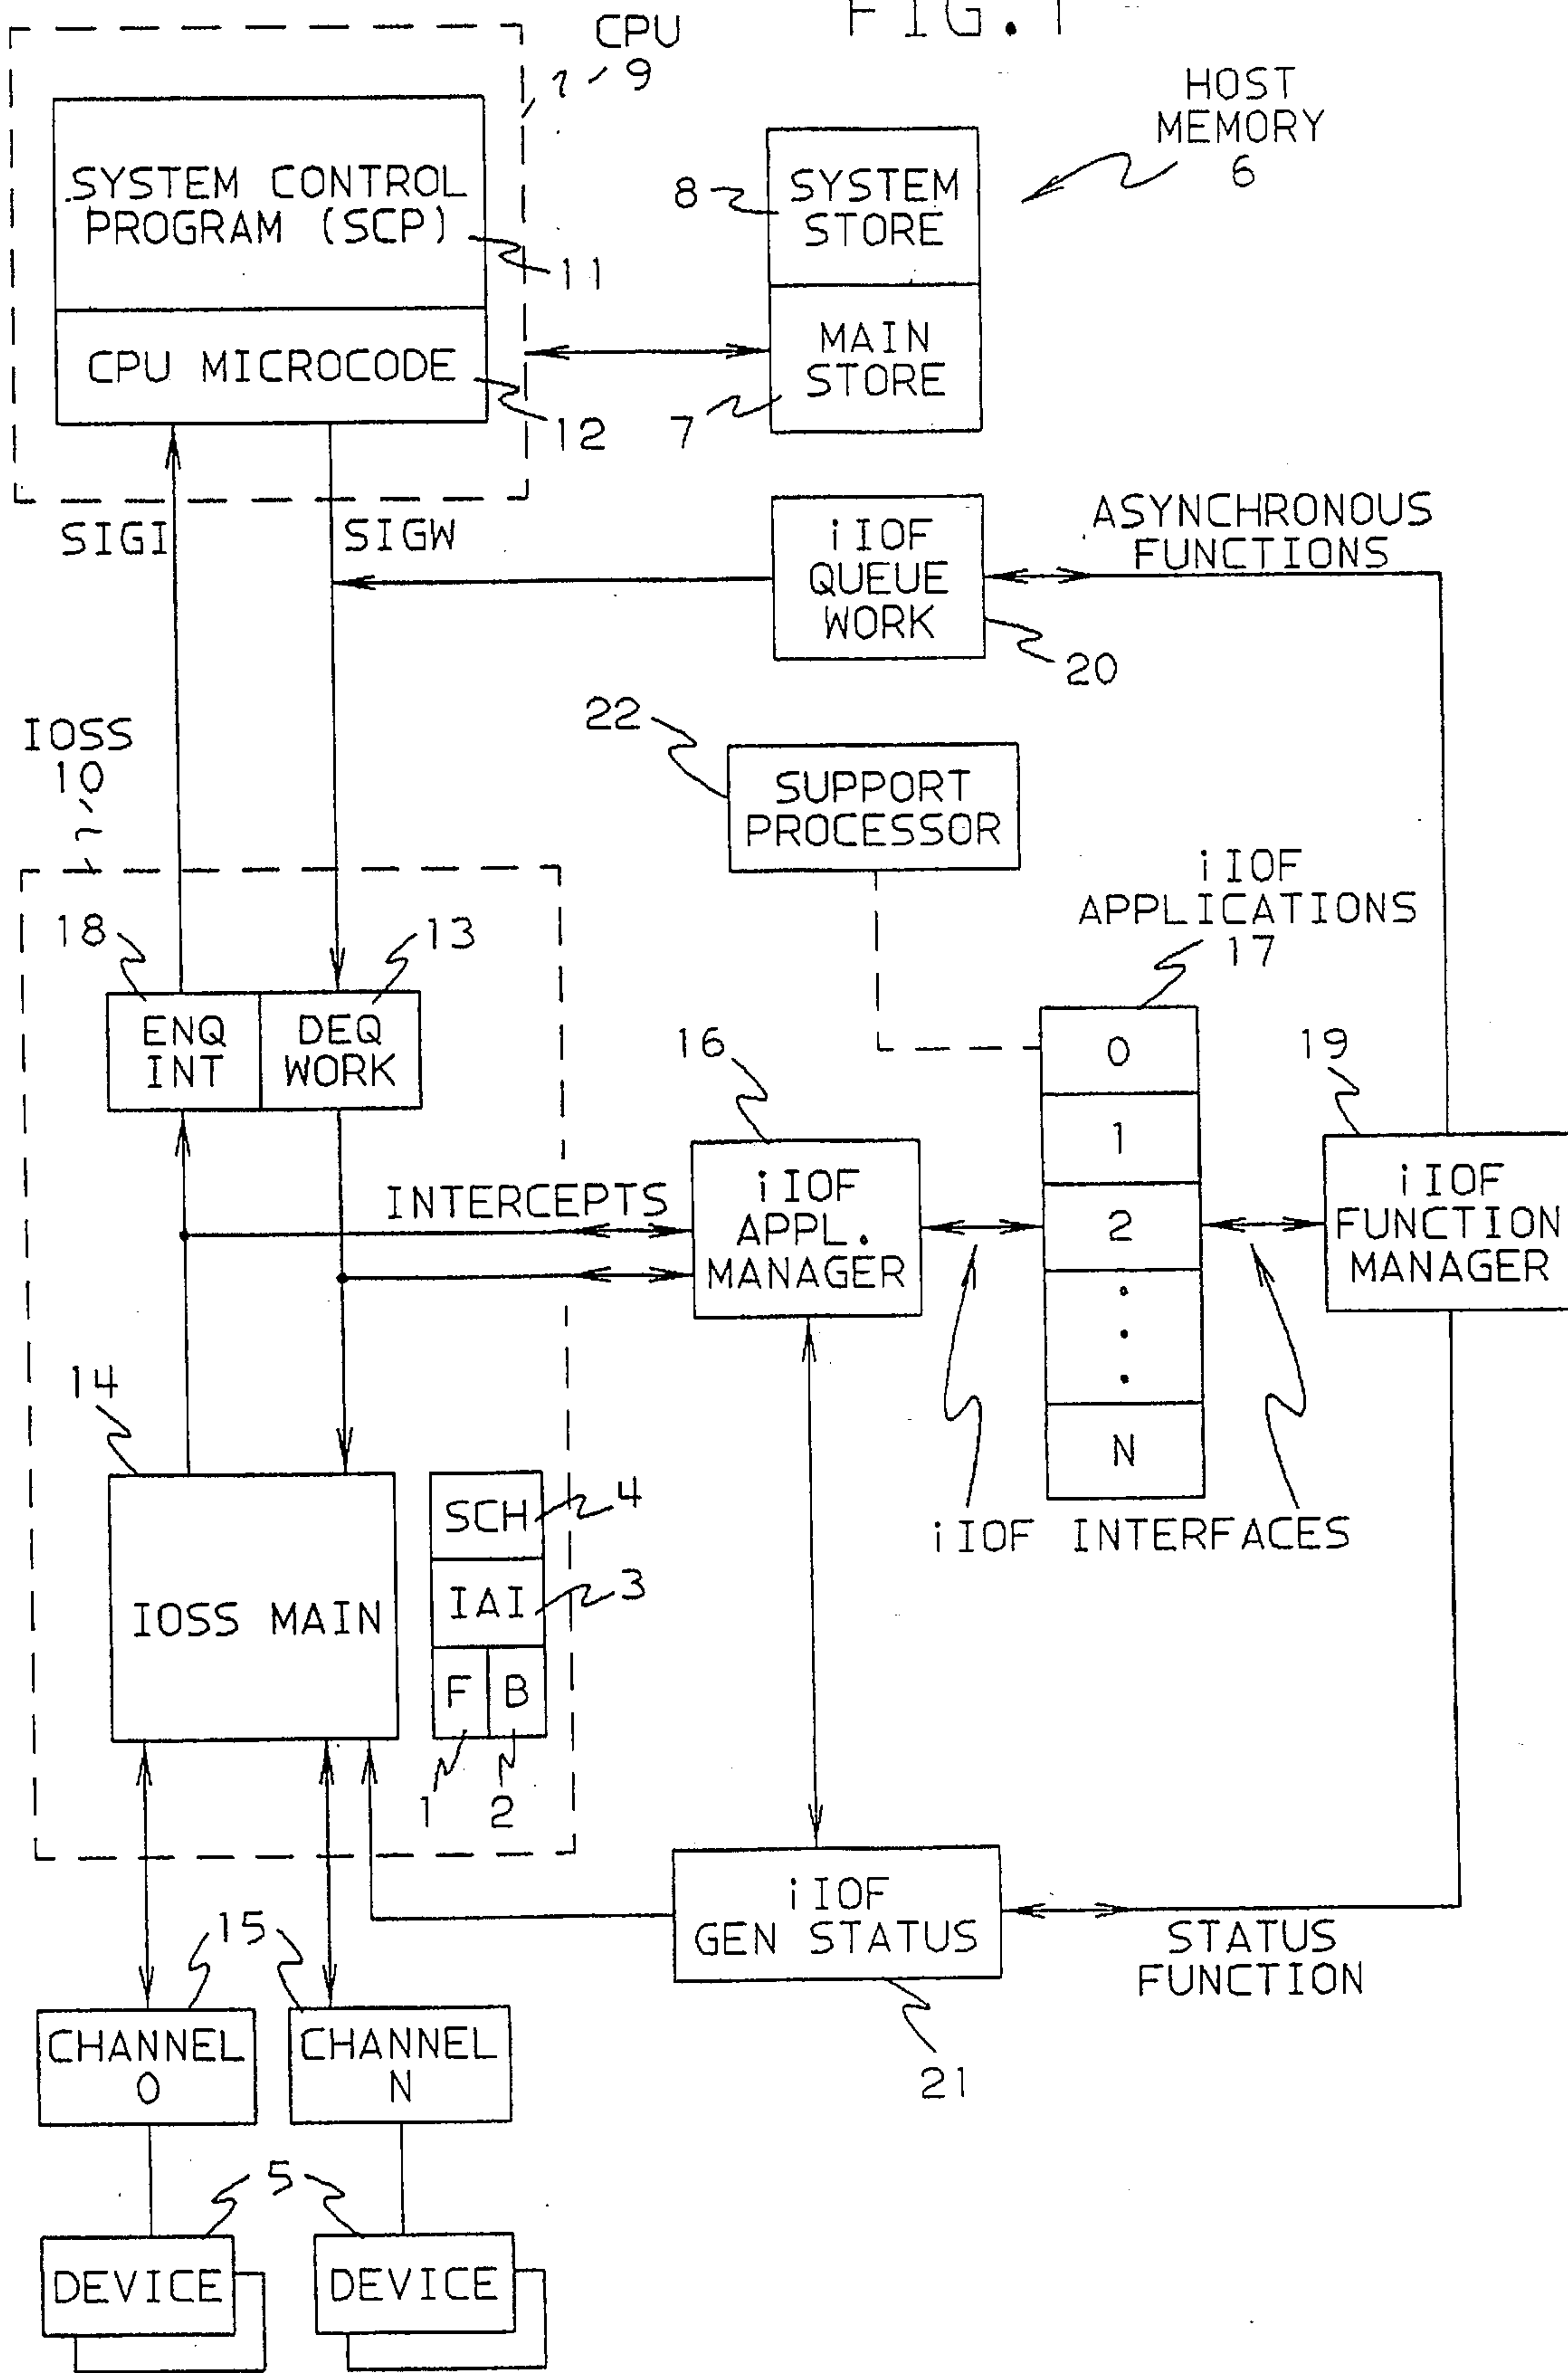 FIG. 1
CPU
9
HOST
MEMORY
6
SYSTEM CONTROL
PROGRAM (SCP)
11
CPU MICROCODE
12
8
SYSTEM
STORE
MAIN
STORE
7
SIGI
SIGW
iIOF
QUEUE
WORK
20
ASYNCHRONOUS
FUNCTIONS
IOSS
10
22
SUPPORT
PROCESSOR
iIOF
APPLICATIONS
17
18
13
ENQ
INT
DEQ
WORK
16
19
INTERCEPTS
iIOF
APPL.
MANAGER
0
1
2
N
iIOF
FUNCTION
MANAGER
iIOF INTERFACES
14
IOSS MAIN
SCH
4
IAI
3
F
B
1
2
iIOF
GEN STATUS
21
STATUS
FUNCTION
15
CHANNEL
0
CHANNEL
N
5
DEVICE
DEVICE